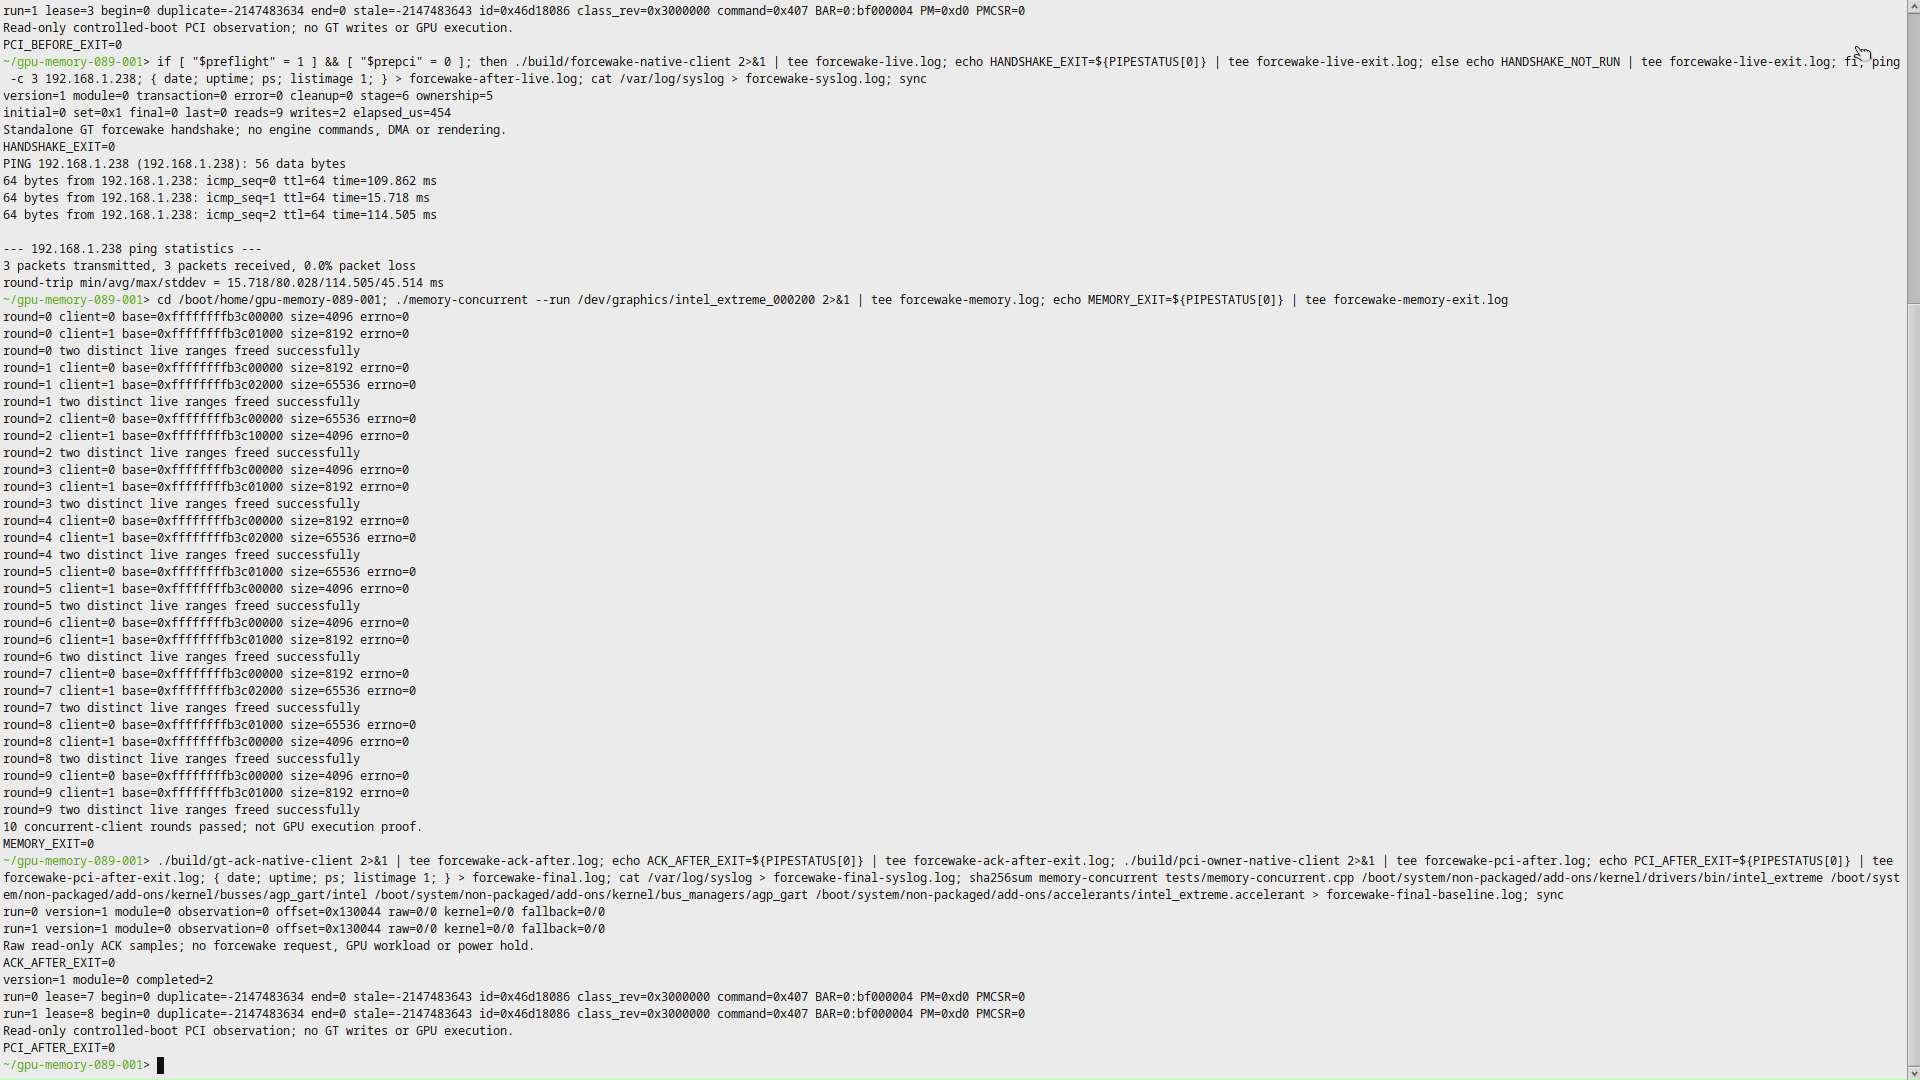 run=1 lease=3 begin=0 duplicate=-2147483634 end=0 stale=-2147483643 id=0x46d18086 class_rev=0x3000000 command=0x407 BAR=0:bf000004 PM=0xd0 PMCSR=0
Read-only controlled-boot PCI observation; no GT writes or GPU execution.
PCI_BEFORE_EXIT=0
~/gpu-memory-089-001> if [ "$preflight" = 1 ] && [ "$prepci" = 0 ]; then ./build/forcewake-native-client 2>&1 | tee forcewake-live.log; echo HANDSHAKE_EXIT=${PIPESTATUS[0]} | tee forcewake-live-exit.log; else echo HANDSHAKE_NOT_RUN | tee forcewake-live-exit.log; fi; ping
 -c 3 192.168.1.238; { date; uptime; ps; listimage 1; } > forcewake-after-live.log; cat /var/log/syslog > forcewake-syslog.log; sync
version=1 module=0 transaction=0 error=0 cleanup=0 stage=6 ownership=5
initial=0 set=0x1 final=0 last=0 reads=9 writes=2 elapsed_us=454
Standalone GT forcewake handshake; no engine commands, DMA or rendering.
HANDSHAKE_EXIT=0
PING 192.168.1.238 (192.168.1.238): 56 data bytes
64 bytes from 192.168.1.238: icmp_seq=0 ttl=64 time=109.862 ms
64 bytes from 192.168.1.238: icmp_seq=1 ttl=64 time=15.718 ms
64 bytes from 192.168.1.238: icmp_seq=2 ttl=64 time=114.505 ms
--- 192.168.1.238 ping statistics ---
3 packets transmitted, 3 packets received, 0.0% packet loss
round-trip min/avg/max/stddev = 15.718/80.028/114.505/45.514 ms
~/gpu-memory-089-001> cd /boot/home/gpu-memory-089-001; ./memory-concurrent --run /dev/graphics/intel_extreme_000200 2>&1 | tee forcewake-memory.log; echo MEMORY_EXIT=${PIPESTATUS[0]} | tee forcewake-memory-exit.log
round=0 client=0 base=0xffffffffb3c00000 size=4096 errno=0
round=0 client=1 base=0xffffffffb3c01000 size=8192 errno=0
round=0 two distinct live ranges freed successfully
round=1 client=0 base=0xffffffffb3c00000 size=8192 errno=0
round=1 client=1 base=0xffffffffb3c02000 size=65536 errno=0
round=1 two distinct live ranges freed successfully
round=2 client=0 base=0xffffffffb3c00000 size=65536 errno=0
round=2 client=1 base=0xffffffffb3c10000 size=4096 errno=0
round=2 two distinct live ranges freed successfully
round=3 client=0 base=0xffffffffb3c00000 size=4096 errno=0
round=3 client=1 base=0xffffffffb3c01000 size=8192 errno=0
round=3 two distinct live ranges freed successfully
round=4 client=0 base=0xffffffffb3c00000 size=8192 errno=0
round=4 client=1 base=0xffffffffb3c02000 size=65536 errno=0
round=4 two distinct live ranges freed successfully
round=5 client=0 base=0xffffffffb3c01000 size=65536 errno=0
round=5 client=1 base=0xffffffffb3c00000 size=4096 errno=0
round=5 two distinct live ranges freed successfully
round=6 client=0 base=0xffffffffb3c00000 size=4096 errno=0
round=6 client=1 base=0xffffffffb3c01000 size=8192 errno=0
round=6 two distinct live ranges freed successfully
round=7 client=0 base=0xffffffffb3c00000 size=8192 errno=0
round=7 client=1 base=0xffffffffb3c02000 size=65536 errno=0
round=7 two distinct live ranges freed successfully
round=8 client=0 base=0xffffffffb3c01000 size=65536 errno=0
round=8 client=1 base=0xffffffffb3c00000 size=4096 errno=0
round=8 two distinct live ranges freed successfully
round=9 client=0 base=0xffffffffb3c00000 size=4096 errno=0
round=9 client=1 base=0xffffffffb3c01000 size=8192 errno=0
round=9 two distinct live ranges freed successfully
10 concurrent-client rounds passed; not GPU execution proof.
MEMORY_EXIT=0
~/gpu-memory-089-001> ./build/gt-ack-native-client 2>&1 | tee forcewake-ack-after.log; echo ACK_AFTER_EXIT=${PIPESTATUS[0]} | tee forcewake-ack-after-exit.log; ./build/pci-owner-native-client 2>&1 | tee forcewake-pci-after.log; echo PCI_AFTER_EXIT=${PIPESTATUS[0]} | tee
forcewake-pci-after-exit.log; { date; uptime; ps; listimage 1; } > forcewake-final.log; cat /var/log/syslog > forcewake-final-syslog.log; sha256sum memory-concurrent tests/memory-concurrent.cpp /boot/system/non-packaged/add-ons/kernel/drivers/bin/intel_extreme /boot/syst
em/non-packaged/add-ons/kernel/busses/agp_gart/intel /boot/system/non-packaged/add-ons/kernel/bus_managers/agp_gart /boot/system/non-packaged/add-ons/accelerants/intel_extreme.accelerant > forcewake-final-baseline.log; sync
run=0 version=1 module=0 observation=0 offset=0x130044 raw=0/0 kernel=0/0 fallback=0/0
run=1 version=1 module=0 observation=0 offset=0x130044 raw=0/0 kernel=0/0 fallback=0/0
Raw read-only ACK samples; no forcewake request, GPU workload or power hold.
ACK_AFTER_EXIT=0
version=1 module=0 completed=2
run=0 lease=7 begin=0 duplicate=-2147483634 end=0 stale=-2147483643 id=0x46d18086 class_rev=0x3000000 command=0x407 BAR=0:bf000004 PM=0xd0 PMCSR=0
run=1 lease=8 begin=0 duplicate=-2147483634 end=0 stale=-2147483643 id=0x46d18086 class_rev=0x3000000 command=0x407 BAR=0:bf000004 PM=0xd0 PMCSR=0
Read-only controlled-boot PCI observation; no GT writes or GPU execution.
PCI_AFTER_EXIT=0
~/gpu-memory-089-001>